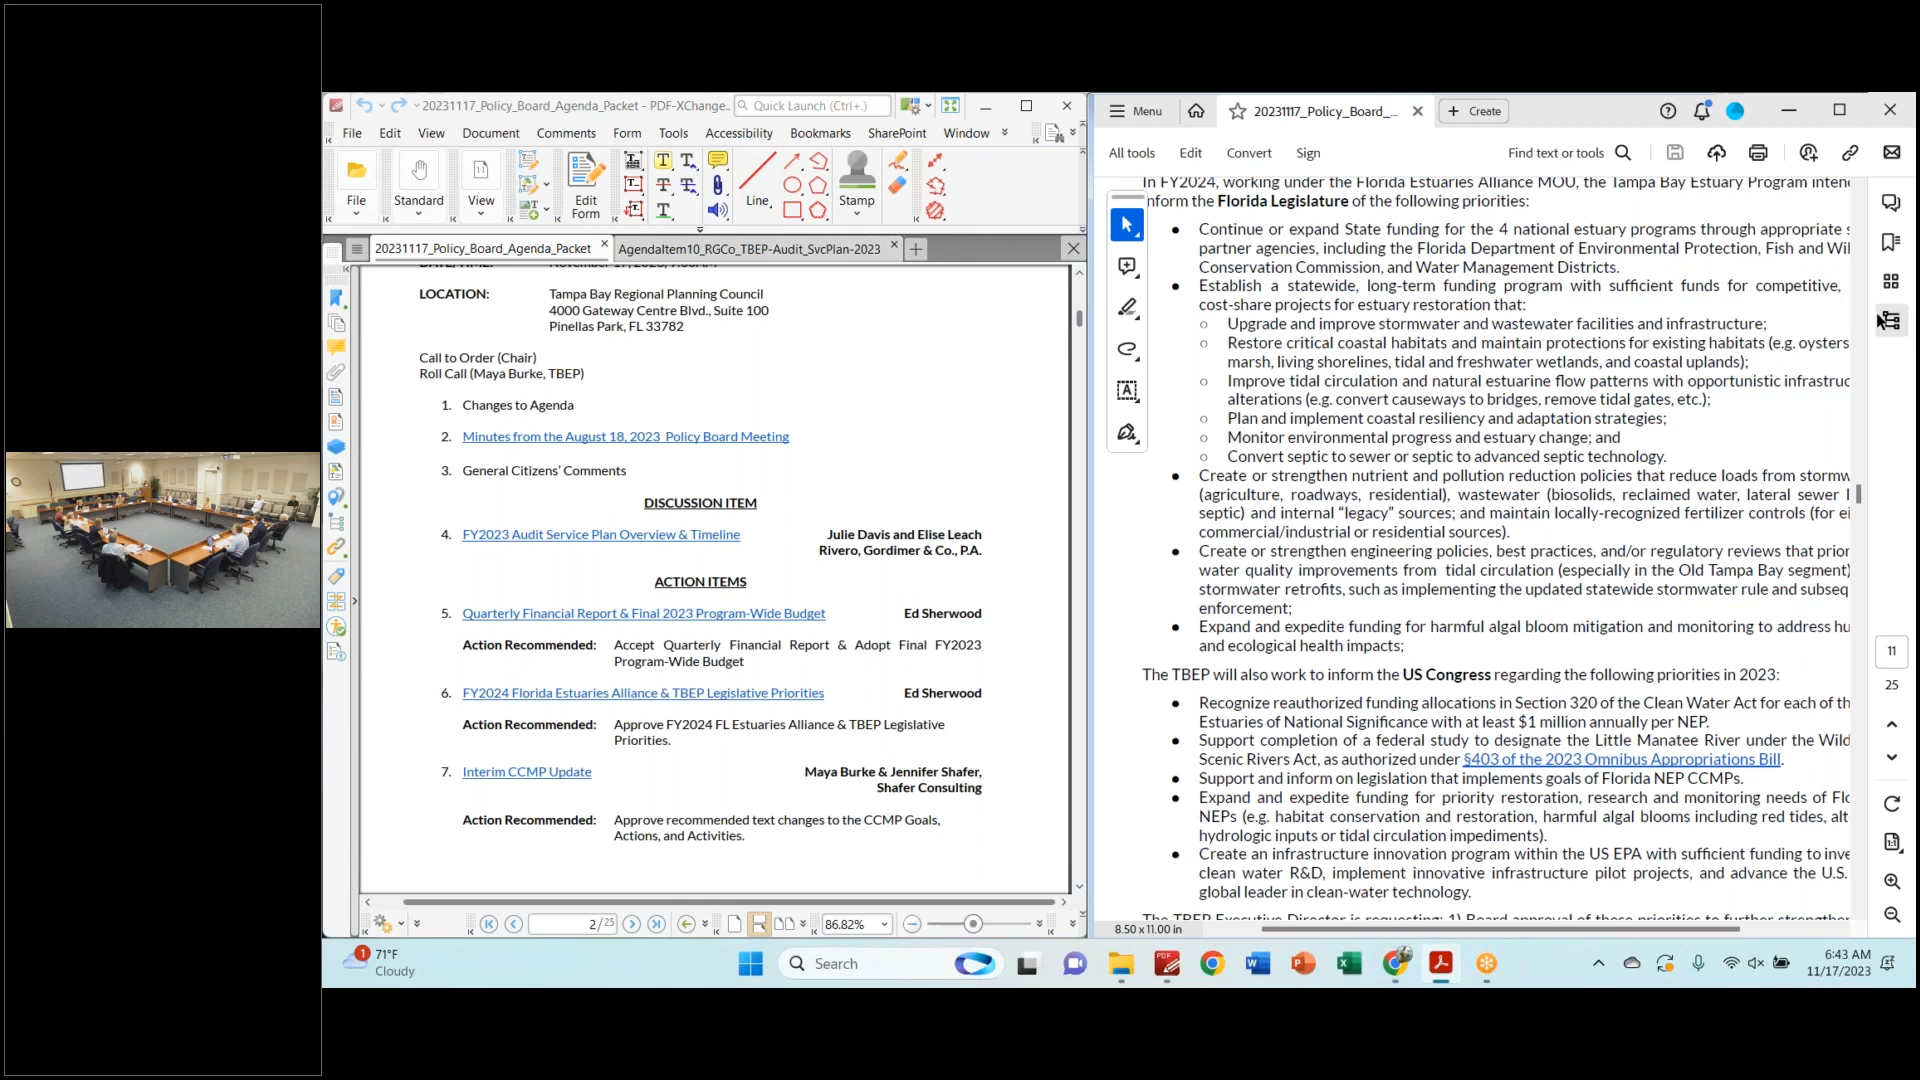 20231117_Policy_Board_Agenda_Packet - PDF-XChange..
Quick Launch (Ctrl+.)
File Edit View Document Comments Form Tools Accessibility Bookmarks SharePoint Window
File
Standard
View
Edit
Form
Line
Stamp
20231117_Policy_Board_Agenda_Packet
AgendaItem10_RGCo_TBEP-Audit_SvcPlan-2023
LOCATION: Tampa Bay Regional Planning Council
4000 Gateway Centre Blvd., Suite 100
Pinellas Park, FL 33782
Call to Order (Chair)
Roll Call (Maya Burke, TBEP)
1. Changes to Agenda
2. Minutes from the August 18, 2023 Policy Board Meeting
3. General Citizens' Comments
DISCUSSION ITEM
4. FY2023 Audit Service Plan Overview & Timeline Julie Davis and Elise Leach
Rivero, Gordimer & Co., P.A.
ACTION ITEMS
5. Quarterly Financial Report & Final 2023 Program-Wide Budget Ed Sherwood
Action Recommended: Accept Quarterly Financial Report & Adopt Final FY2023
Program-Wide Budget
6. FY2024 Florida Estuaries Alliance & TBEP Legislative Priorities Ed Sherwood
Action Recommended: Approve FY2024 FL Estuaries Alliance & TBEP Legislative
Priorities.
7. Interim CCMP Update Maya Burke & Jennifer Shafer,
Shafer Consulting
Action Recommended: Approve recommended text changes to the CCMP Goals,
Actions, and Activities.
2 / 25
86.82%
Menu
20231117_Policy_Board_...
+ Create
All tools Edit Convert Sign
Find text or tools
In FY2024, working under the Florida Estuaries Alliance MOU, the Tampa Bay Estuary Program inten
nform the Florida Legislature of the following priorities:
● Continue or expand State funding for the 4 national estuary programs through appropriate s
partner agencies, including the Florida Department of Environmental Protection, Fish and Wil
Conservation Commission, and Water Management Districts.
● Establish a statewide, long-term funding program with sufficient funds for competitive,
cost-share projects for estuary restoration that:
○ Upgrade and improve stormwater and wastewater facilities and infrastructure;
○ Restore critical coastal habitats and maintain protections for existing habitats (e.g. oysters
marsh, living shorelines, tidal and freshwater wetlands, and coastal uplands);
○ Improve tidal circulation and natural estuarine flow patterns with opportunistic infrastruc
alterations (e.g. convert causeways to bridges, remove tidal gates, etc.);
○ Plan and implement coastal resiliency and adaptation strategies;
○ Monitor environmental progress and estuary change; and
○ Convert septic to sewer or septic to advanced septic technology.
● Create or strengthen nutrient and pollution reduction policies that reduce loads from stormw
(agriculture, roadways, residential), wastewater (biosolids, reclaimed water, lateral sewer l
septic) and internal "legacy" sources; and maintain locally-recognized fertilizer controls (for ei
commercial/industrial or residential sources).
● Create or strengthen engineering policies, best practices, and/or regulatory reviews that prior
water quality improvements from tidal circulation (especially in the Old Tampa Bay segment)
stormwater retrofits, such as implementing the updated statewide stormwater rule and subseq
enforcement;
● Expand and expedite funding for harmful algal bloom mitigation and monitoring to address hu
and ecological health impacts;
The TBEP will also work to inform the US Congress regarding the following priorities in 2023:
● Recognize reauthorized funding allocations in Section 320 of the Clean Water Act for each of th
Estuaries of National Significance with at least $1 million annually per NEP.
● Support completion of a federal study to designate the Little Manatee River under the Wild
Scenic Rivers Act, as authorized under §403 of the 2023 Omnibus Appropriations Bill.
● Support and inform on legislation that implements goals of Florida NEP CCMPs.
● Expand and expedite funding for priority restoration, research and monitoring needs of Flo
NEPs (e.g. habitat conservation and restoration, harmful algal blooms including red tides, alt
hydrologic inputs or tidal circulation impediments).
● Create an infrastructure innovation program within the US EPA with sufficient funding to inve
clean water R&D, implement innovative infrastructure pilot projects, and advance the U.S.
global leader in clean-water technology.
The TBEP Executive Director is requesting: 1) Board approval of these priorities to further strengthen
8.50 x 11.00 in
11
25
1
71°F
Cloudy
Search
6:43 AM
11/17/2023